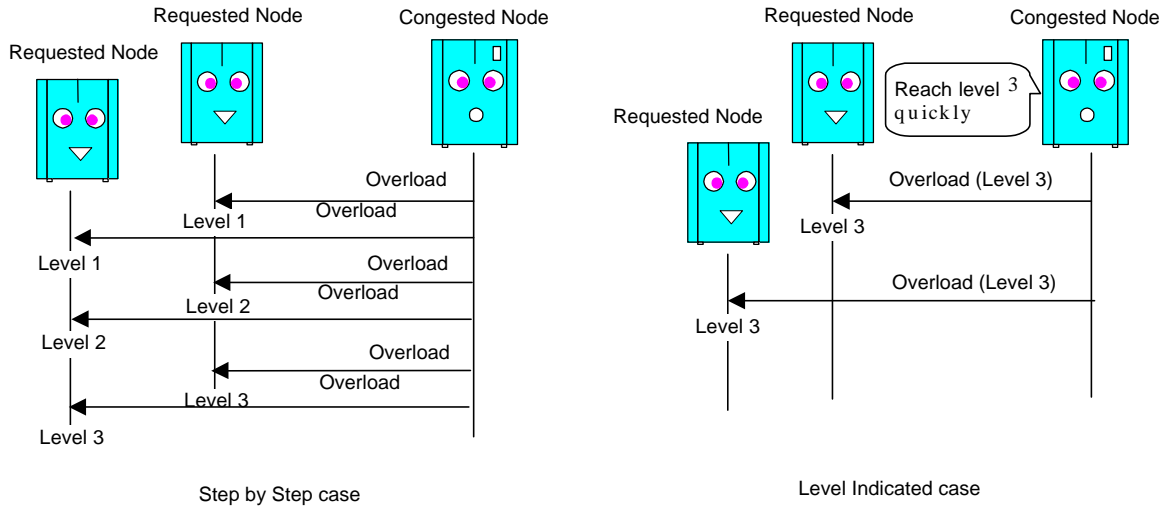 Requested Node
Requested Node
Congested Node
Overload
Overload
Level 1
Level 1
Overload
Overload
Level 2
Level 2
Overload
Overload
Level 3
Level 3
Step by Step case
Requested Node
Congested Node
Reach level 3
quickly
Requested Node
Overload (Level 3)
Level 3
Overload (Level 3)
Level 3
Level Indicated case